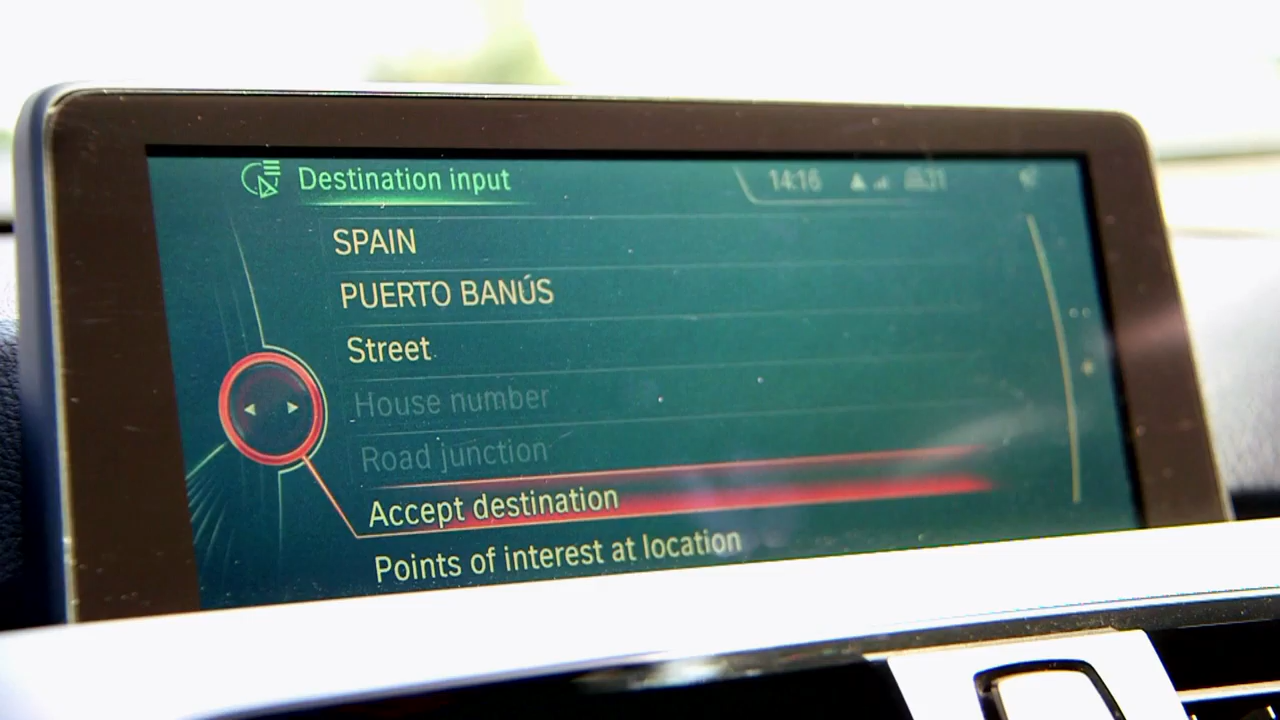 Destination input
14:16
SPAIN
PUERTO BANÚS
Street
House number
Road junction
Accept destination
Points of interest at location